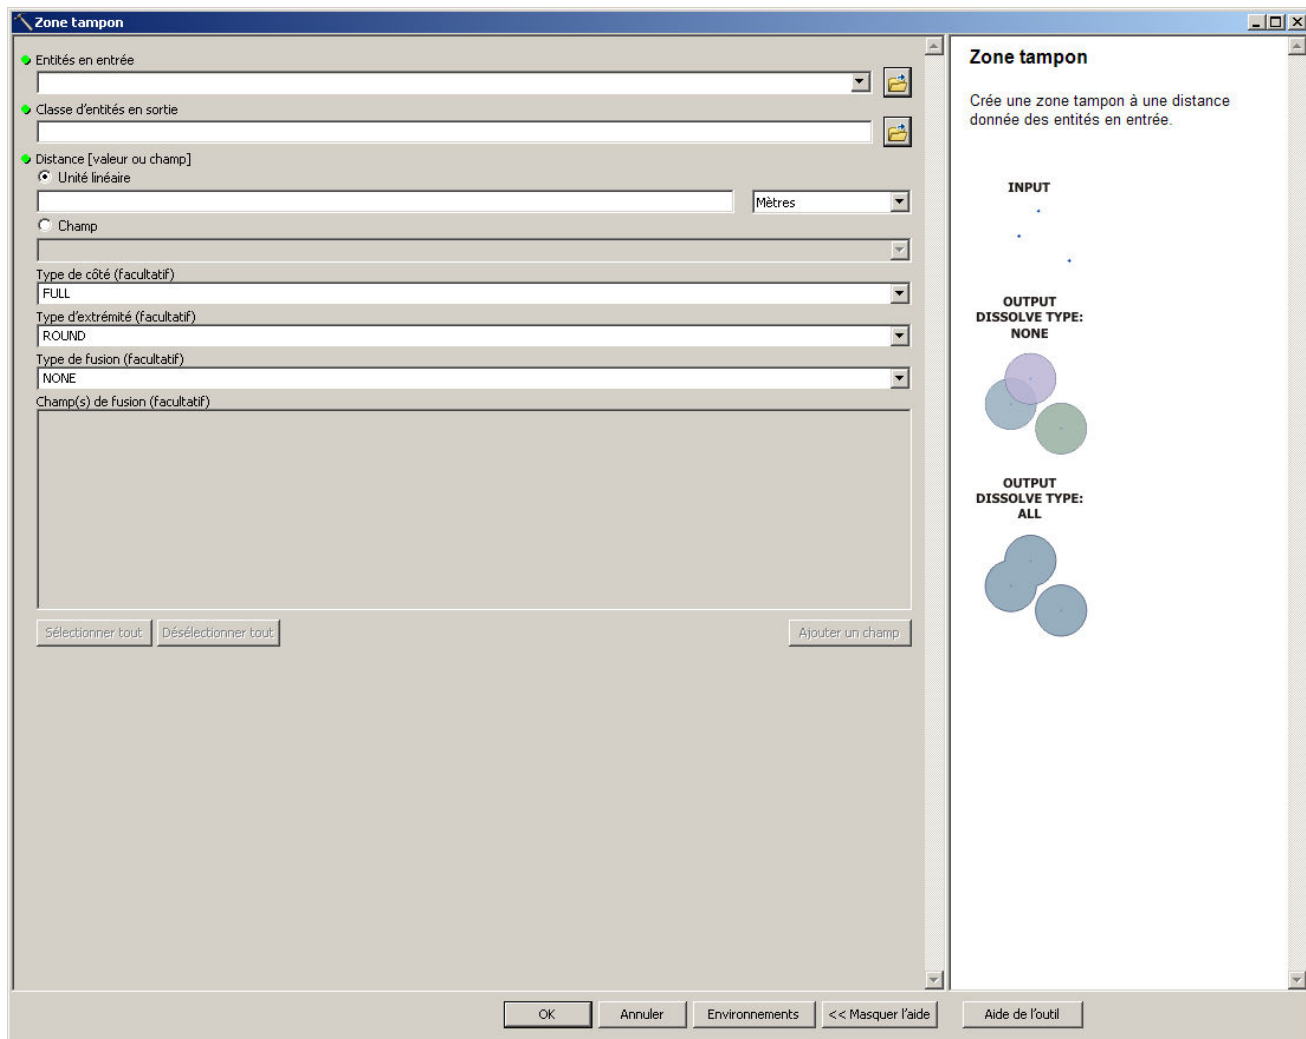 Zone tampon
Entités en entrée
Classe d'entités en sortie
Distance [valeur ou champ]
Unité linéaire
Mètres
Champ
Type de côté (facultatif)
FULL
Type d'extrémité (facultatif)
ROUND
Type de fusion (facultatif)
NONE
Champ(s) de fusion (facultatif)
Sélectionner tout
Désélectionner tout
Ajouter un champ
Zone tampon
Crée une zone tampon à une distance
donnée des entités en entrée.
INPUT
OUTPUT
DISSOLVE TYPE:
NONE
OUTPUT
DISSOLVE TYPE:
ALL
OK
Annuler
Environnements
<< Masquer l'aide
Aide de l'outil